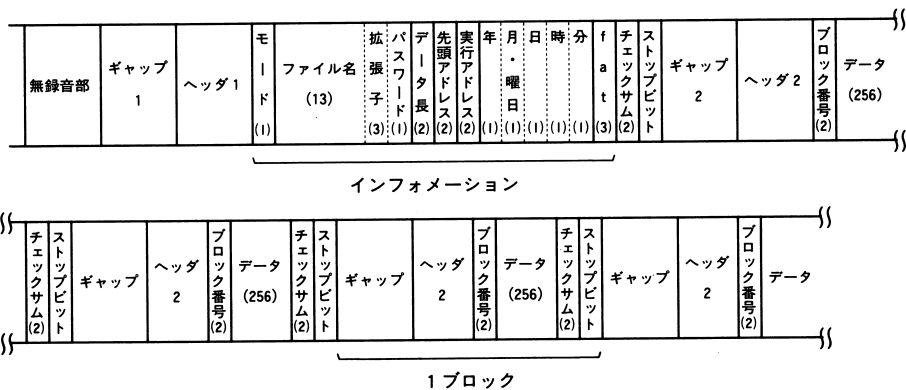 無録音部
ギャップ
1
ヘッダ1
モード
(1)
ファイル名
(13)
拡張子
(3)
パスワード
(1)
データ長
(2)
先頭アドレス
(2)
実行アドレス
(2)
年
(1)
月・曜日
(1)
日
(1)
時
(1)
分
(1)
fat
(3)
チェックサム
(2)
ストップビット
ギャップ
2
ヘッダ2
ブロック番号
(2)
データ
(256)
インフォメーション
チェックサム
(2)
ストップビット
ギャップ
ヘッダ
2
ブロック番号
(2)
データ
(256)
チェックサム
(2)
ストップビット
ギャップ
ヘッダ
2
ブロック番号
(2)
データ
(256)
チェックサム
(2)
ストップビット
ギャップ
ヘッダ
2
ブロック番号
(2)
データ
1ブロック